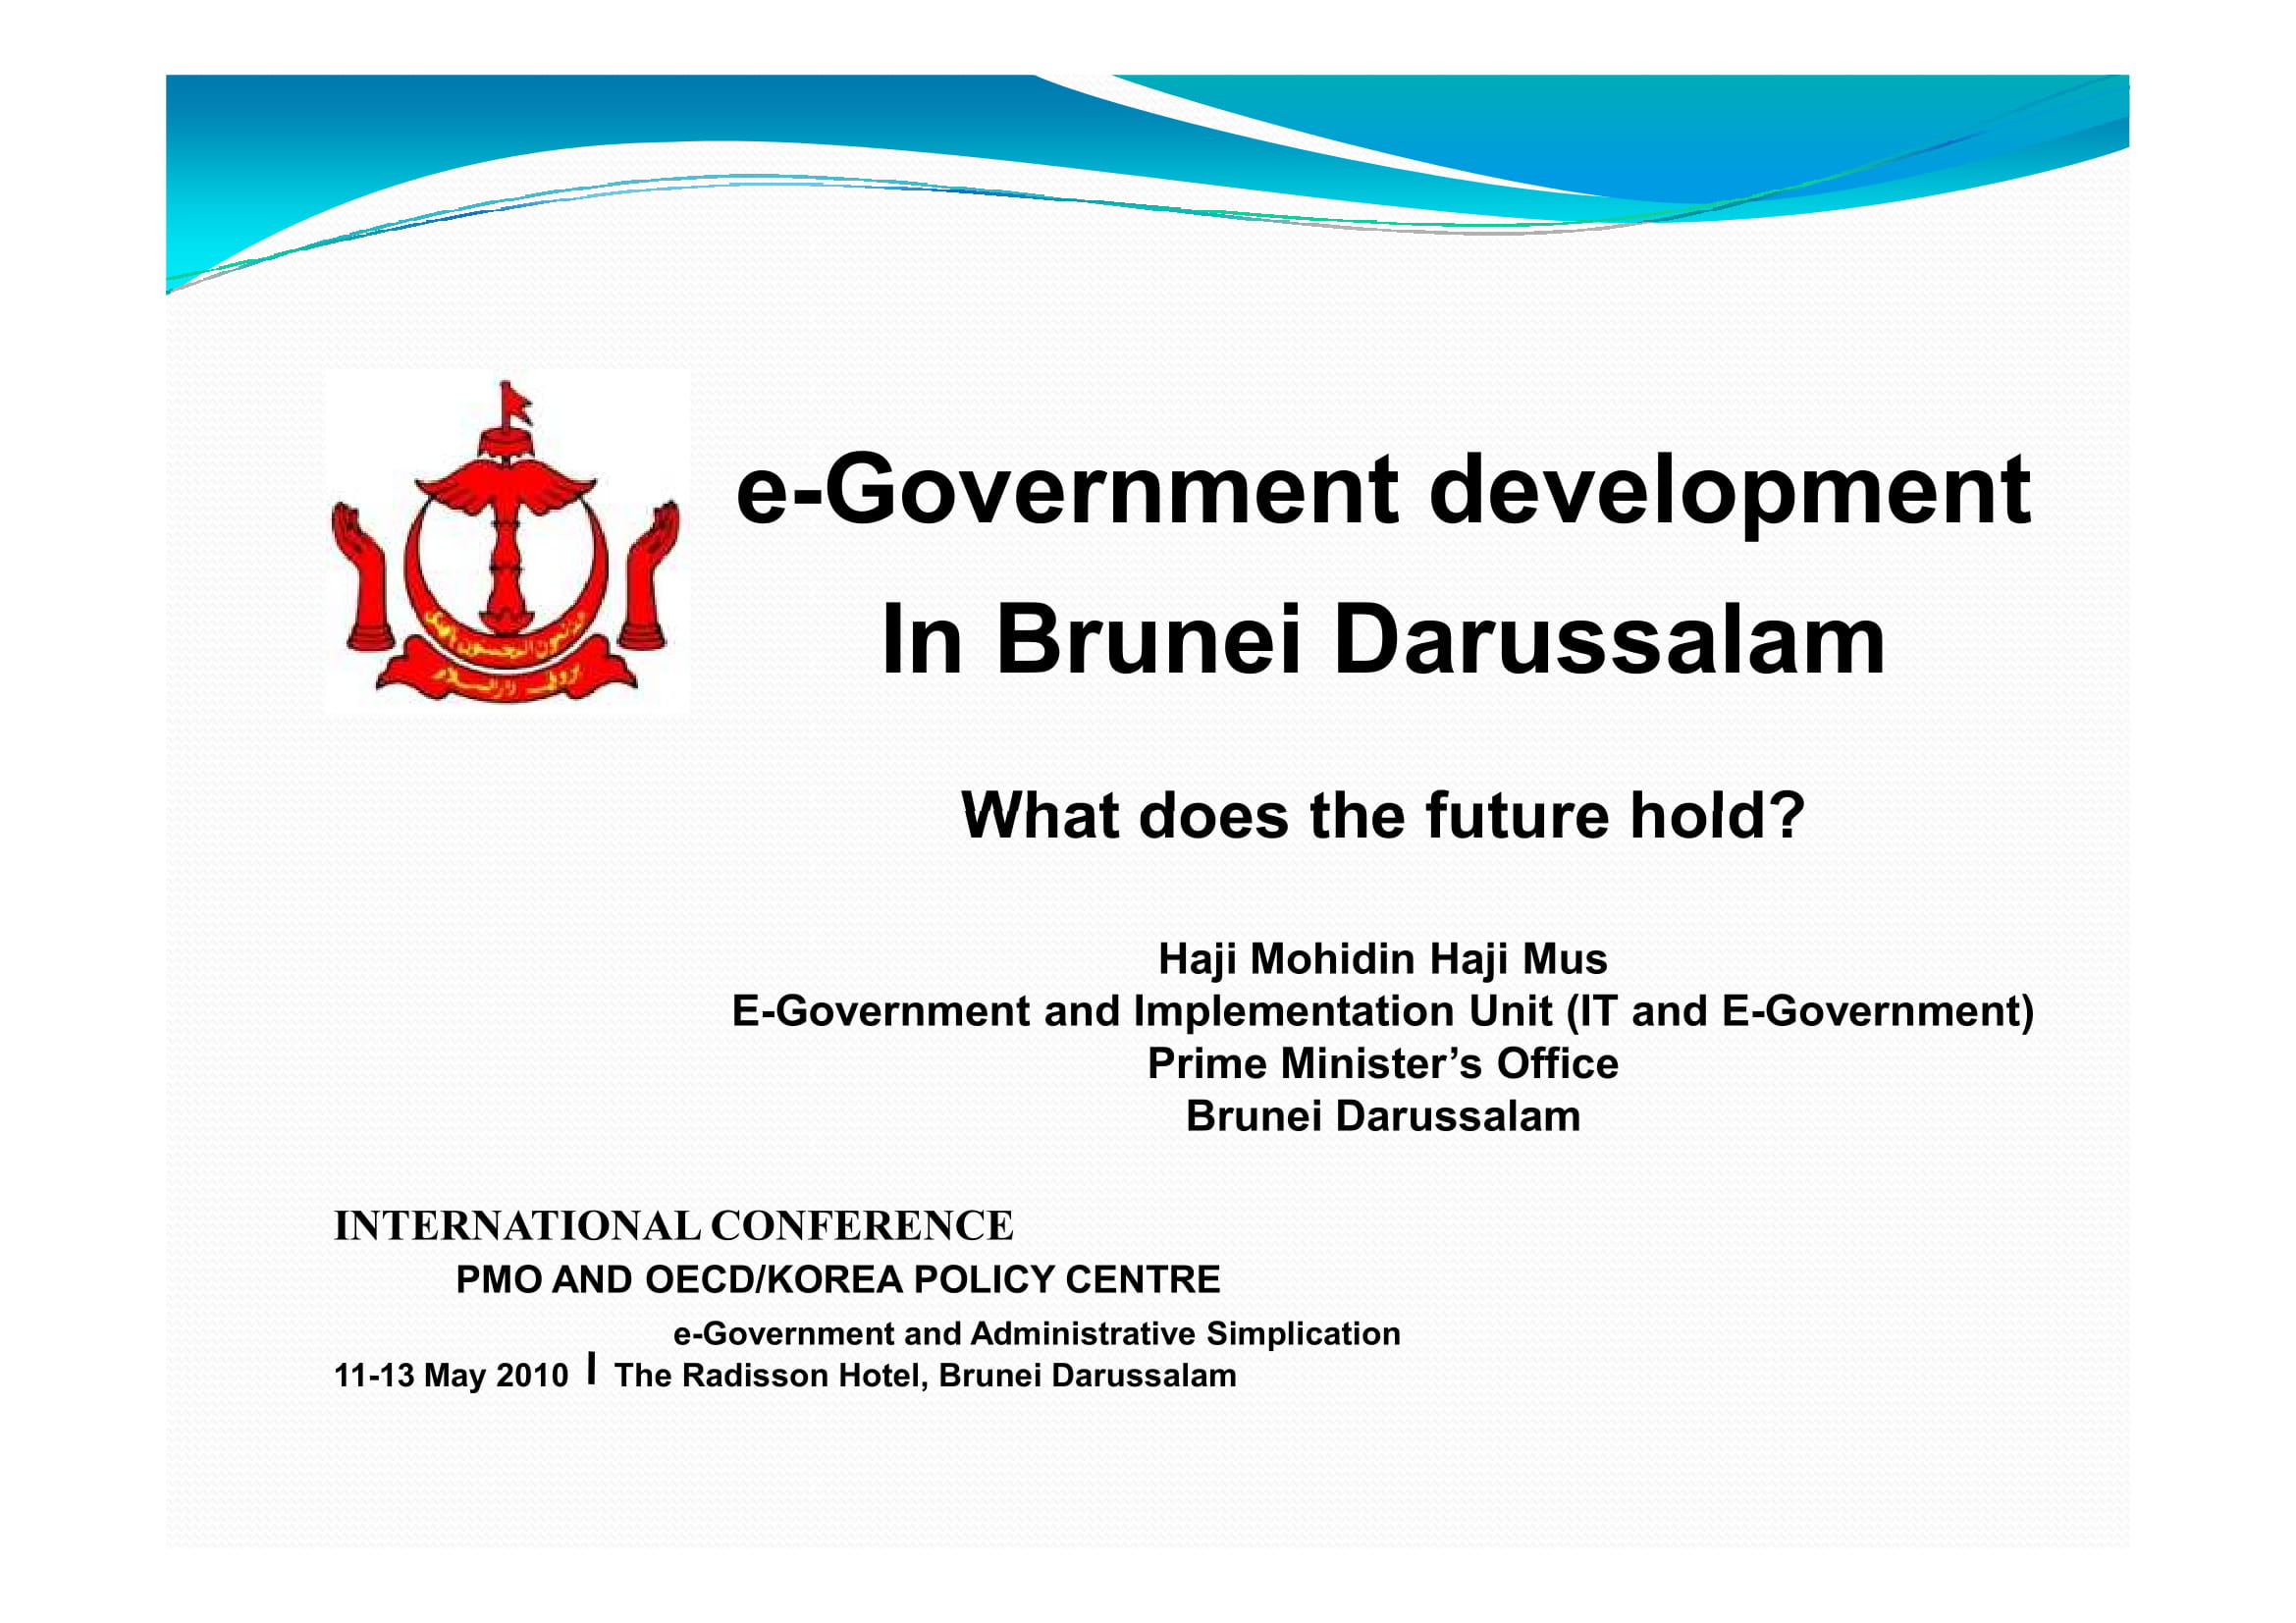 e-Government development
In Brunei Darussalam
What does the future hold?
Haji Mohidin Haji Mus
E-Government and Implementation Unit (IT and E-Government)
Prime Minister’s Office
Brunei Darussalam
INTERNATIONAL CONFERENCE
PMO AND OECD/KOREA POLICY CENTRE
e-Government and Administrative Simplication
11-13 May 2010 | The Radisson Hotel, Brunei Darussalam